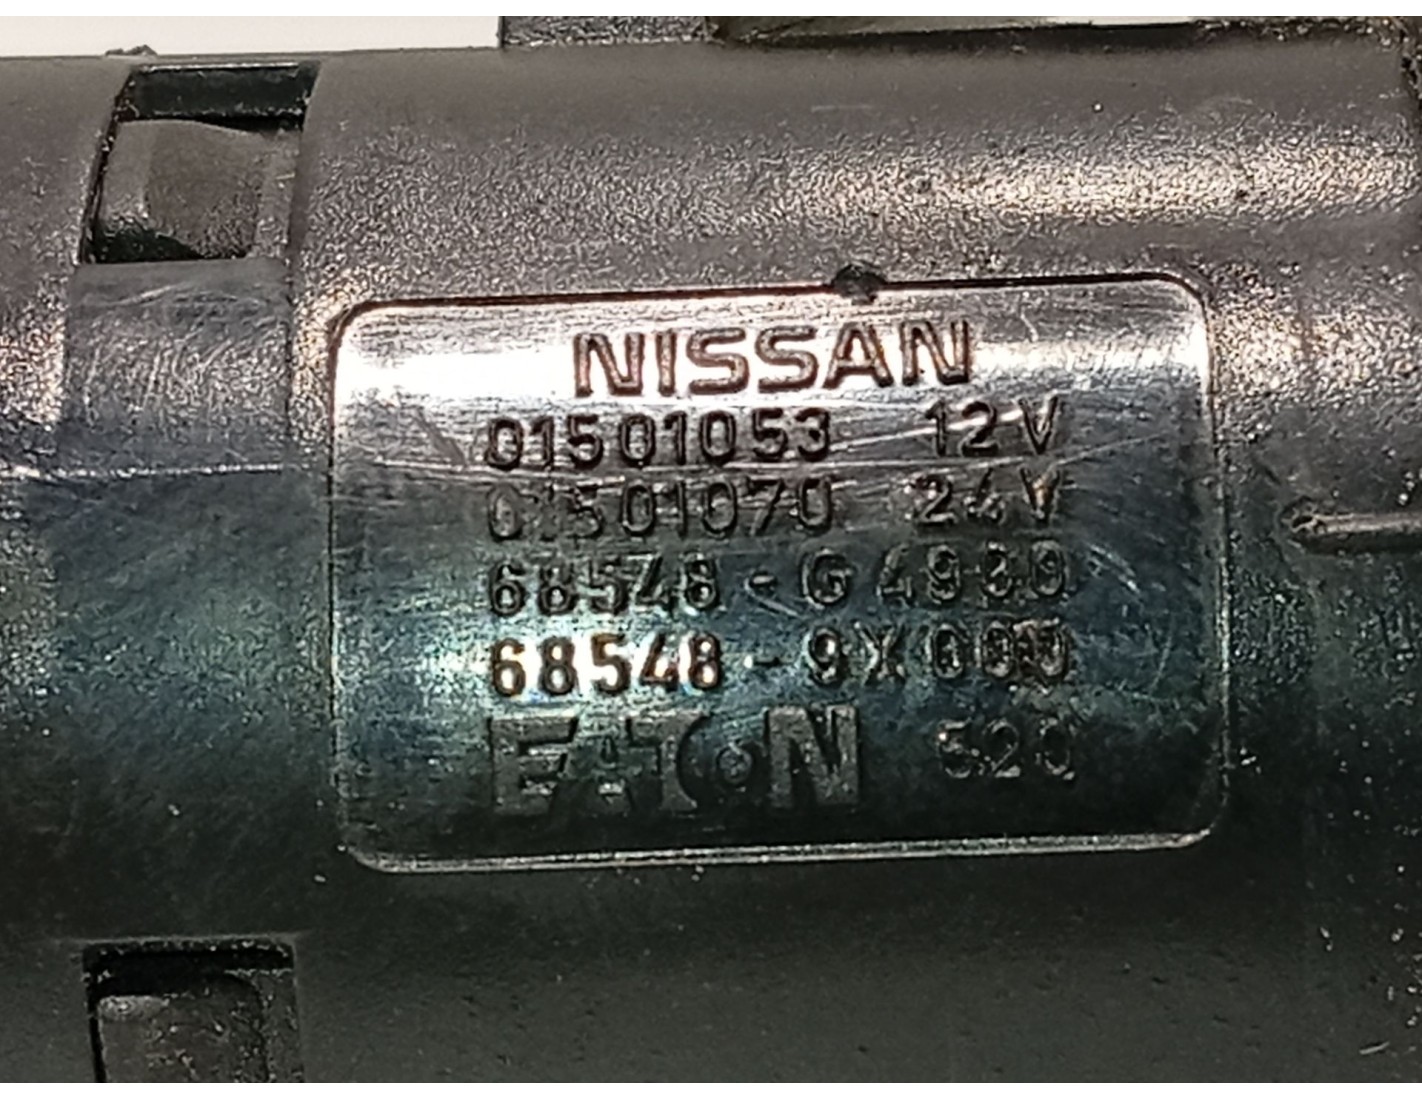 NISSAN
01501053 12V
01501070 24V
68548-G4900
68548-9X000
EATON 520